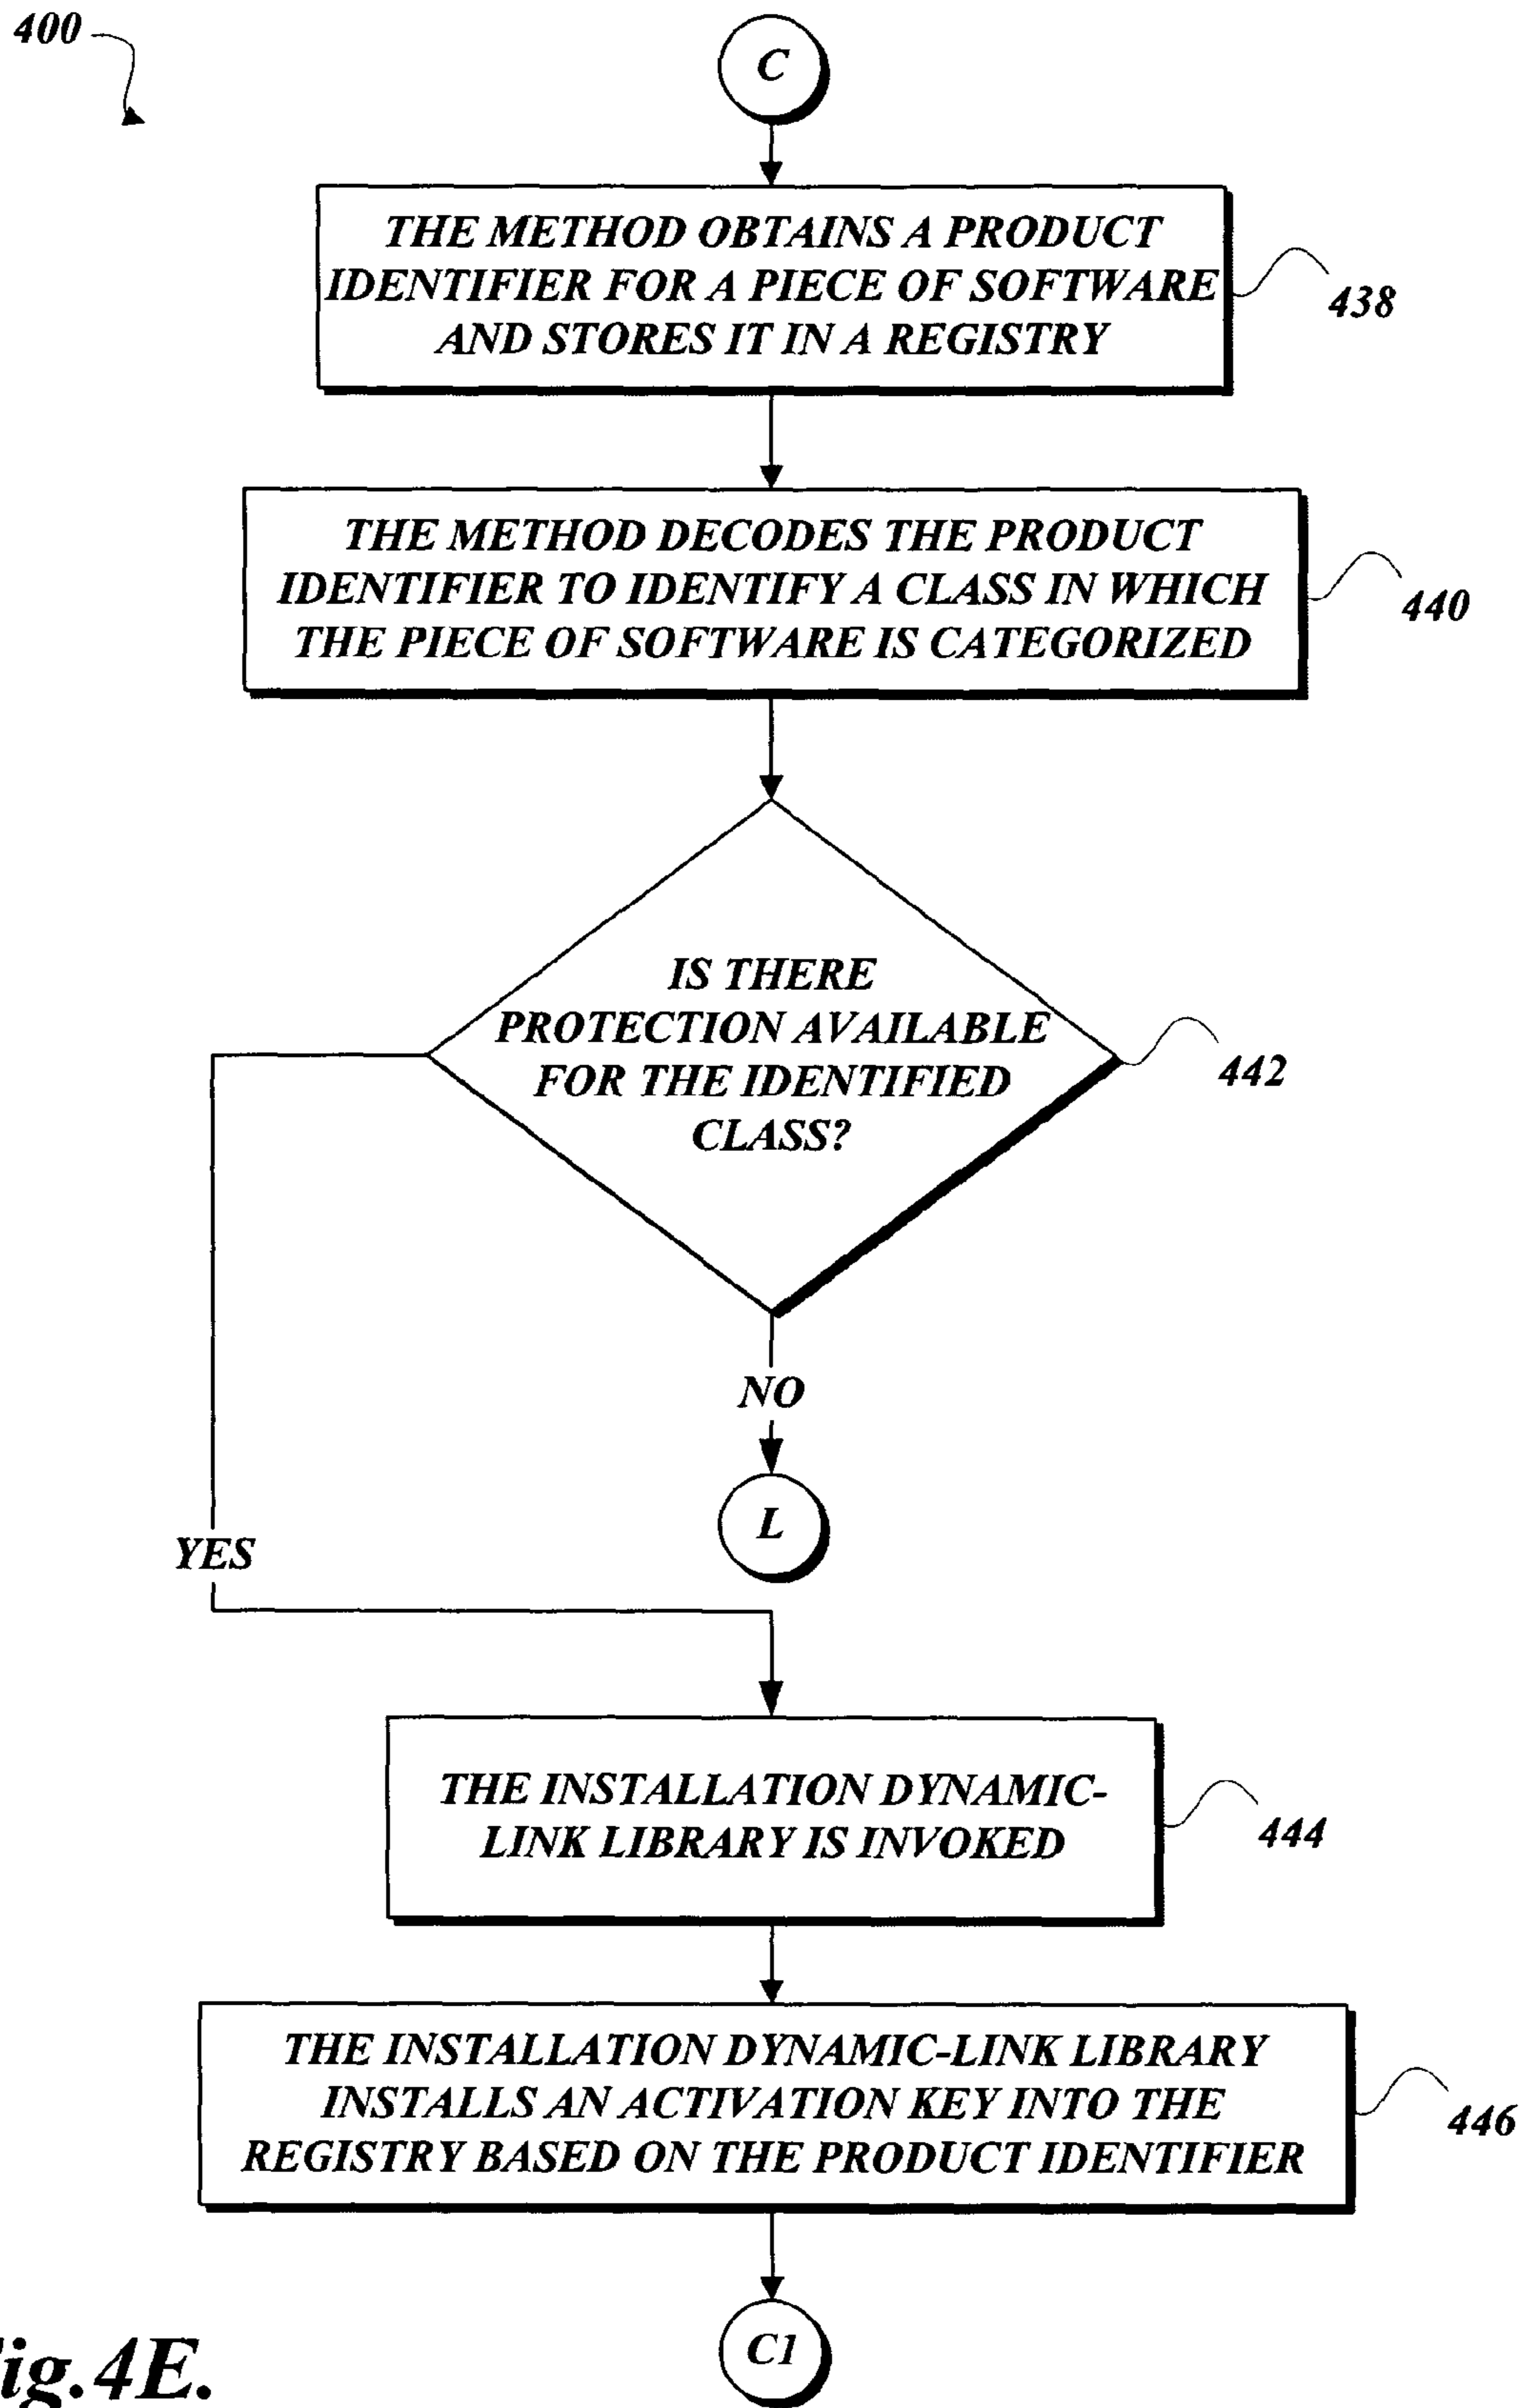 400
C
THE METHOD OBTAINS A PRODUCT
IDENTIFIER FOR A PIECE OF SOFTWARE
AND STORES IT IN A REGISTRY
438
THE METHOD DECODES THE PRODUCT
IDENTIFIER TO IDENTIFY A CLASS IN WHICH
THE PIECE OF SOFTWARE IS CATEGORIZED
440
IS THERE
PROTECTION AVAILABLE
FOR THE IDENTIFIED
CLASS?
442
NO
L
YES
THE INSTALLATION DYNAMIC-
LINK LIBRARY IS INVOKED
444
THE INSTALLATION DYNAMIC-LINK LIBRARY
INSTALLS AN ACTIVATION KEY INTO THE
REGISTRY BASED ON THE PRODUCT IDENTIFIER
446
C1
ig.4E.